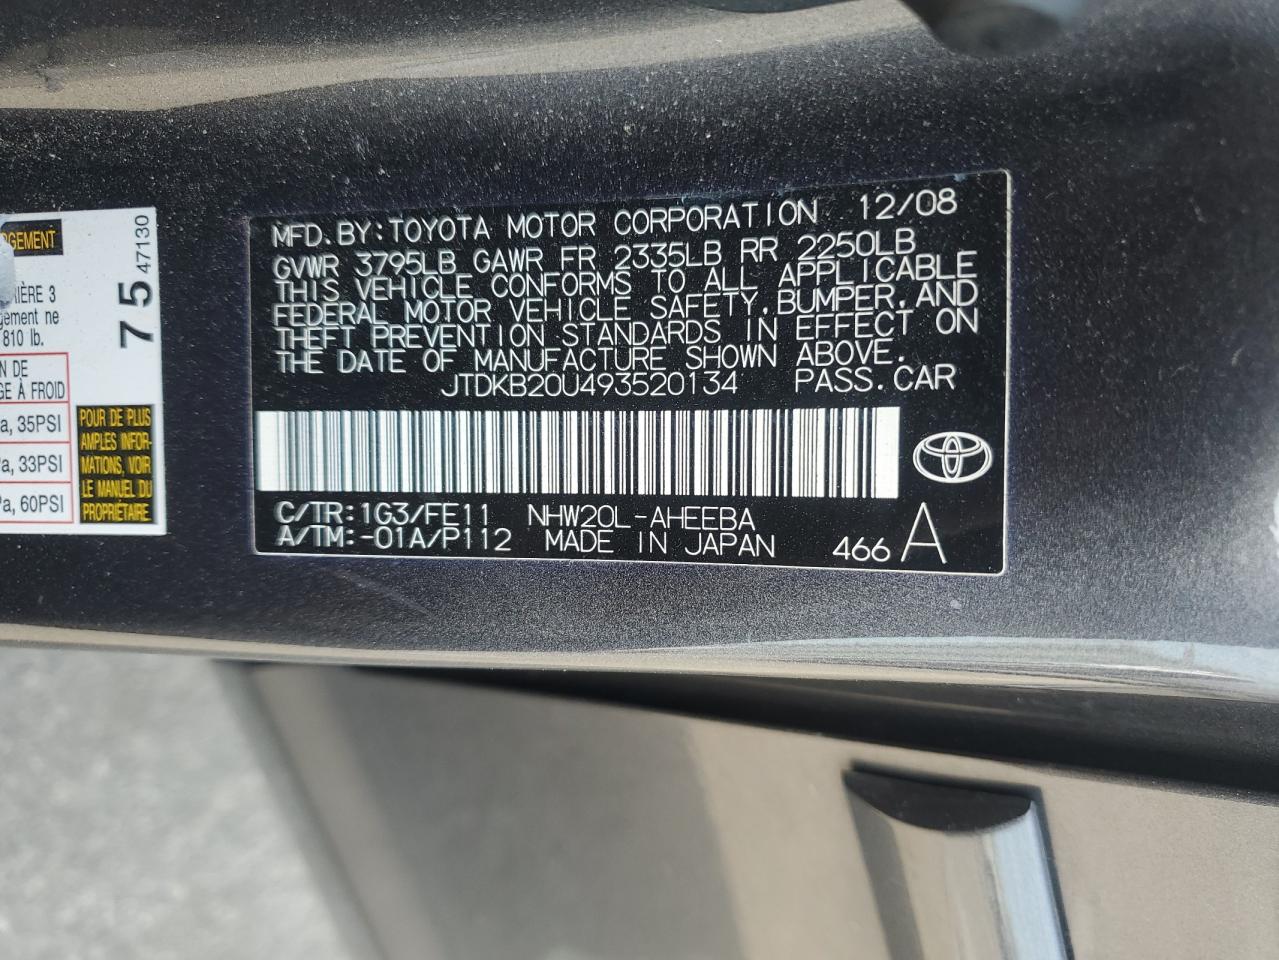 RGEMENT
75
47130
IÈRE 3
gement ne
810 lb.
N DE
GE À FROID
a, 35PSI
Pa, 33PSI
Pa, 60PSI
POUR DE PLUS
AMPLES INFOR-
MATIONS, VOIR
LE MANUEL DU
PROPRIÉTAIRE.
MFD.BY:TOYOTA MOTOR CORPORATION 12/08
GVWR 3795LB GAWR FR 2335LB RR 2250LB
THIS VEHICLE CONFORMS TO ALL APPLICABLE
FEDERAL MOTOR VEHICLE SAFETY,BUMPER,AND
THEFT PREVENTION STANDARDS IN EFFECT ON
THE DATE OF MANUFACTURE SHOWN ABOVE.
JTDKB20U493520134 PASS.CAR
C/TR:1G3/FE11 NHW20L-AHEEBA
A/TM:-01A/P112 MADE IN JAPAN 466 A